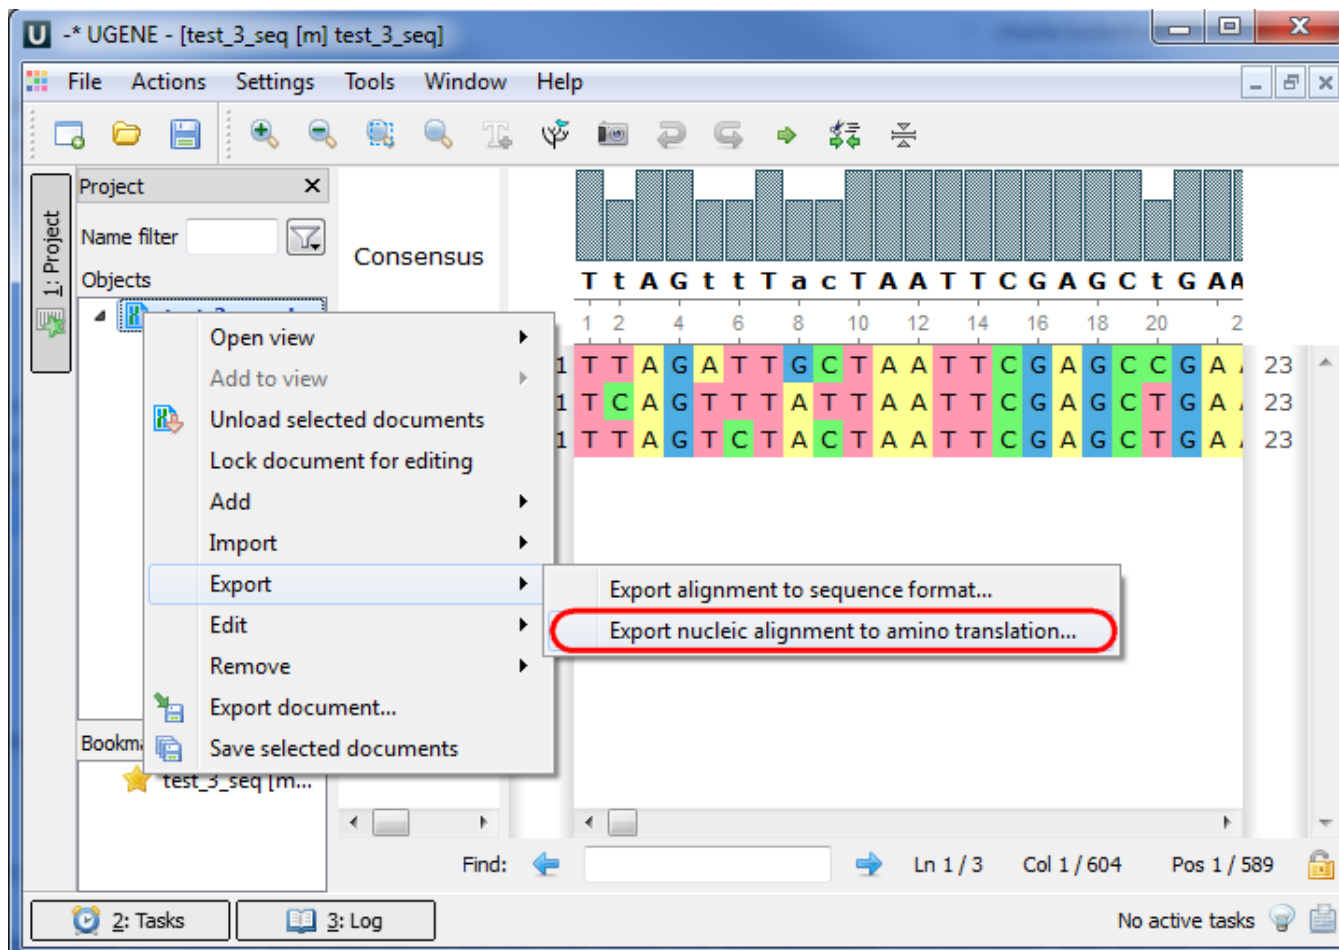 -* UGENE - [test_3_seq [m] test_3_seq]
File Actions Settings Tools Window Help
1: Project
Project
Name filter
Objects
Consensus
T t A G t t T a c T A A T T C G A G C t G A A
1 2 4 6 8 10 12 14 16 18 20 2
1 T T A G A T T G C T A A T T C G A G C C G A 23
1 T C A G T T T A T T A A T T C G A G C T G A 23
1 T T A G T C T A C T A A T T C G A G C T G A 23
Open view
Add to view
Unload selected documents
Lock document for editing
Add
Import
Export
Export alignment to sequence format...
Export nucleic alignment to amino translation...
Edit
Remove
Export document...
Save selected documents
Bookm
test_3_seq [m...
Find:
Ln 1 / 3 Col 1 / 604 Pos 1 / 589
2: Tasks
3: Log
No active tasks